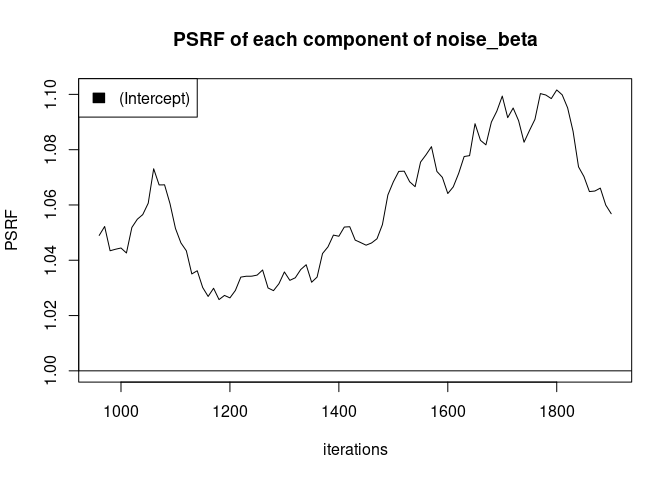 PSRF of each component of noise_beta
(Intercept)
PSRF
1.10
1.08
1.06
1.04
1.02
1.00
1000 1200 1400 1600 1800
iterations